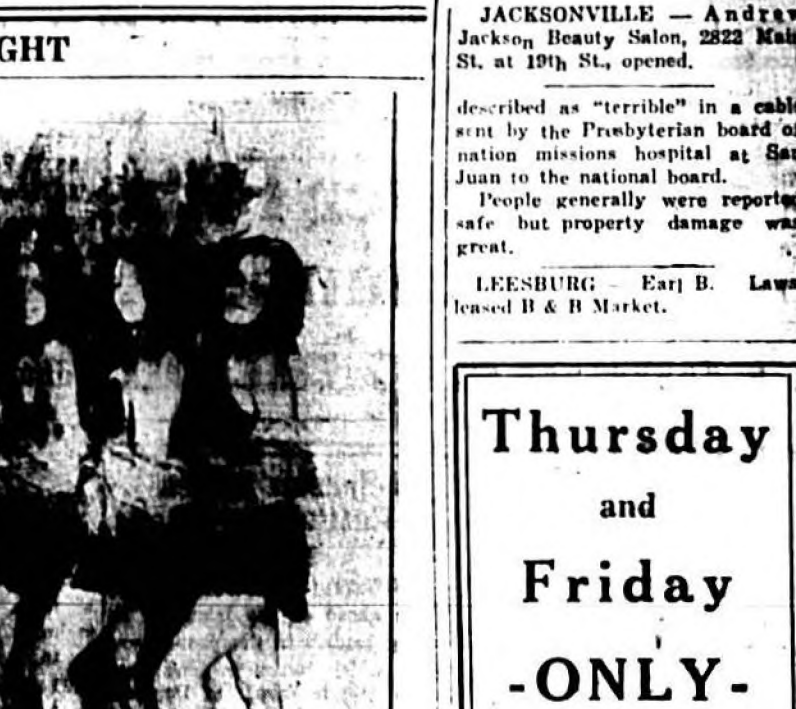 GHT
JACKSONVILLE — Andrew
Jackson Beauty Salon, 2822 Main
St. at 19th St., opened.
described as "terrible" in a cable
sent by the Presbyterian board of
nation missions hospital at San
Juan to the national board.
People generally were reported
safe but property damage was
great.
LEESBURG — Earl B. Laws
leased B & B Market.
Thursday
and
Friday
-ONLY-